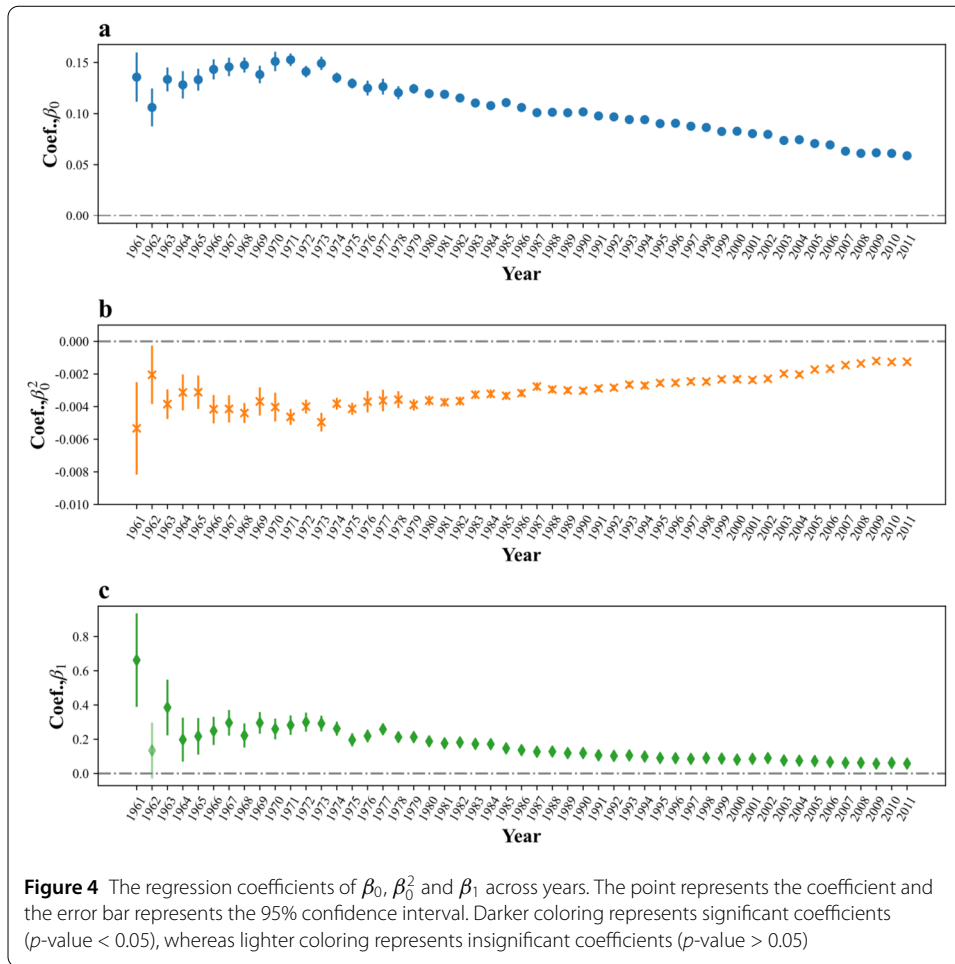 a
Coef.,β₀
0.15
0.10
0.05
0.00
1961 1962 1963 1964 1965 1966 1967 1968 1969 1970 1971 1972 1973 1974 1975 1976 1977 1978 1979 1980 1981 1982 1983 1984 1985 1986 1987 1988 1989 1990 1991 1992 1993 1994 1995 1996 1997 1998 1999 2000 2001 2002 2003 2004 2005 2006 2007 2008 2009 2010 2011
Year
b
Coef.,β₀²
0.000
-0.002
-0.004
-0.006
-0.008
-0.010
1961 1962 1963 1964 1965 1966 1967 1968 1969 1970 1971 1972 1973 1974 1975 1976 1977 1978 1979 1980 1981 1982 1983 1984 1985 1986 1987 1988 1989 1990 1991 1992 1993 1994 1995 1996 1997 1998 1999 2000 2001 2002 2003 2004 2005 2006 2007 2008 2009 2010 2011
Year
c
Coef.,β₁
0.8
0.6
0.4
0.2
0.0
1961 1962 1963 1964 1965 1966 1967 1968 1969 1970 1971 1972 1973 1974 1975 1976 1977 1978 1979 1980 1981 1982 1983 1984 1985 1986 1987 1988 1989 1990 1991 1992 1993 1994 1995 1996 1997 1998 1999 2000 2001 2002 2003 2004 2005 2006 2007 2008 2009 2010 2011
Year
Figure 4 The regression coefficients of β₀, β₀² and β₁ across years. The point represents the coefficient and
the error bar represents the 95% confidence interval. Darker coloring represents significant coefficients
(p-value < 0.05), whereas lighter coloring represents insignificant coefficients (p-value > 0.05)